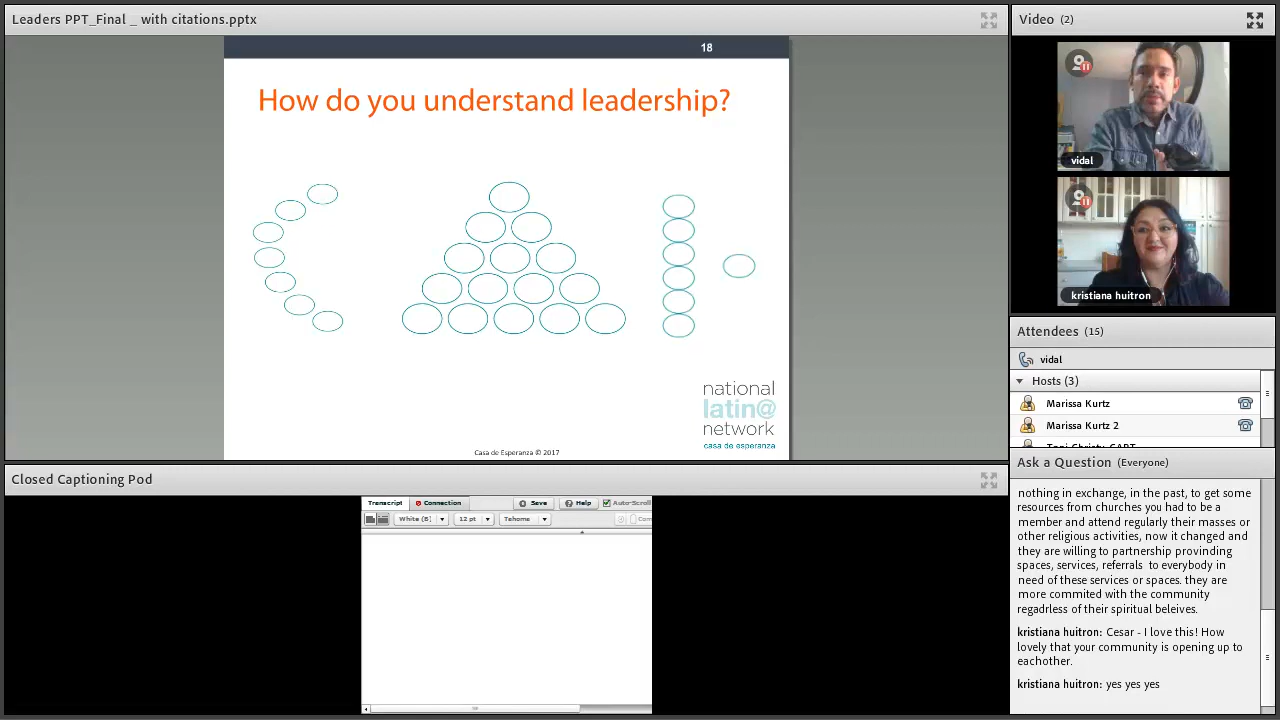 Leaders PPT_Final _ with citations.pptx
18
How do you understand leadership?
national
latin@
network
casa de esperanza
Casa de Esperanza © 2017
Closed Captioning Pod
Transcript
Connection
Save
Help
Auto-Scroll
White (B)
12 pt
Tehome
Video (2)
vidal
kristiana huitron
Attendees (15)
vidal
Hosts (3)
Marissa Kurtz
Marissa Kurtz 2
Ask a Question (Everyone)
nothing in exchange, in the past, to get some
resources from churches you had to be a
member and attend regularly their masses or
other religious activities, now it changed and
they are willing to partnership provinding
spaces, services, referrals to everybody in
need of these services or spaces. they are
more commited with the community
regadrless of their spiritual beleives.
kristiana huitron: Cesar - I love this! How
lovely that your community is opening up to
eachother.
kristiana huitron: yes yes yes